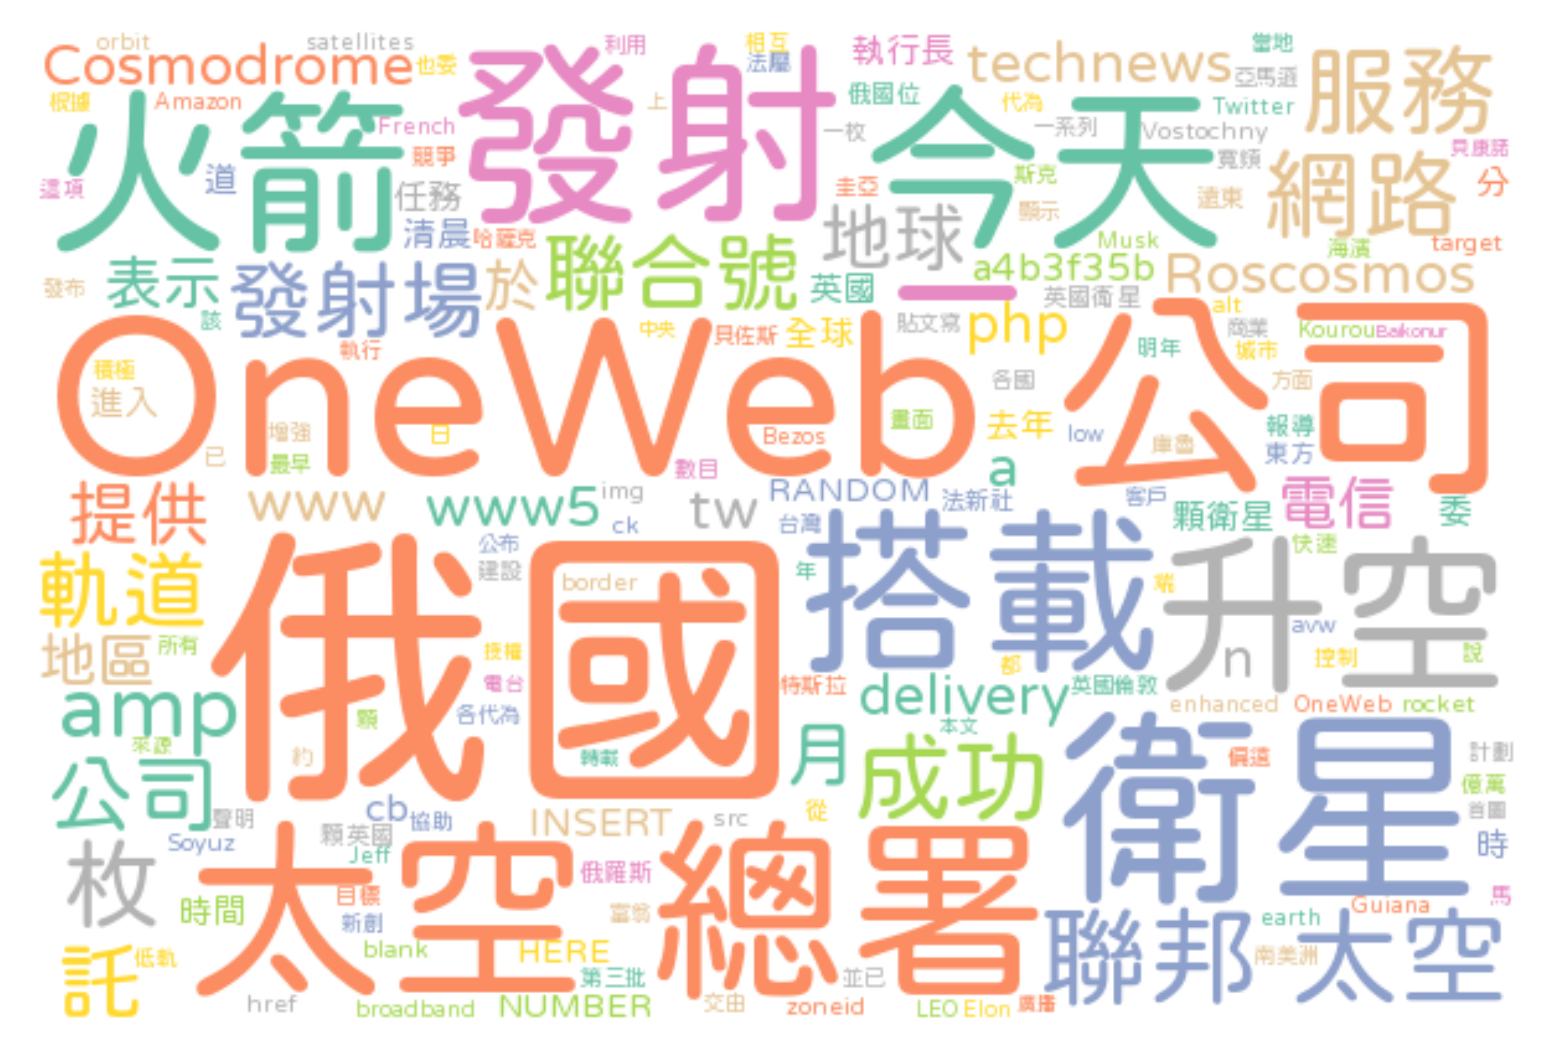 orbit satellites 利用 相互 執行長 technews 當地 服務
Cosmodrome 也委 發射 法屬 亞馬遜
根據 Amazon 上 俄國位 代為 Twitter
火箭 French 一枚 今天 一系列 Vostochny
競爭 寬頻 網路 貝康諾
這項 道 任務 圭亞 斯克 遠東 分
清晨 哈薩克 地球 顯示 Musk 海濱 target
發布 表示 發射場 於 聯合號 英國 一 a4b3f35b Roscosmos
該 英國衛星 alt
執行 中央 貝佐斯 全球 貼文寫 php 明年 商業 Kourou Baikonur
OneWeb 公司 城市
積極 進入 各國 方面
增強 日 Bezos 畫面 去年 low 庫魯 報導
已 最早 數目 a 東方
提供 www www5 img tw RANDOM 法新社 客戶 電信
ck 台灣 顆衛星 委
軌道 俄國 公布 搭載 升空 快速
建設 border 年 端
地區 所有 授權 都 n avw 控制 說
amp 電台 特斯拉 delivery 英國倫敦
顆 各代為 enhanced OneWeb rocket
來源 本文
公司 約 轉載 月 成功 衛星 偏遠 計劃
聲明 cb 協助 INSERT src 從 億萬
顆英國 首圖
枚 Soyuz Jeff 太空 總署 時
俄羅斯
時間 目標 Guiana 馬
新創 富翁 聯邦 earth 太空
託 低軌 blank HERE 南美洲
第三批 並已
href broadband NUMBER 交由 zoneid LEO Elon 廣播